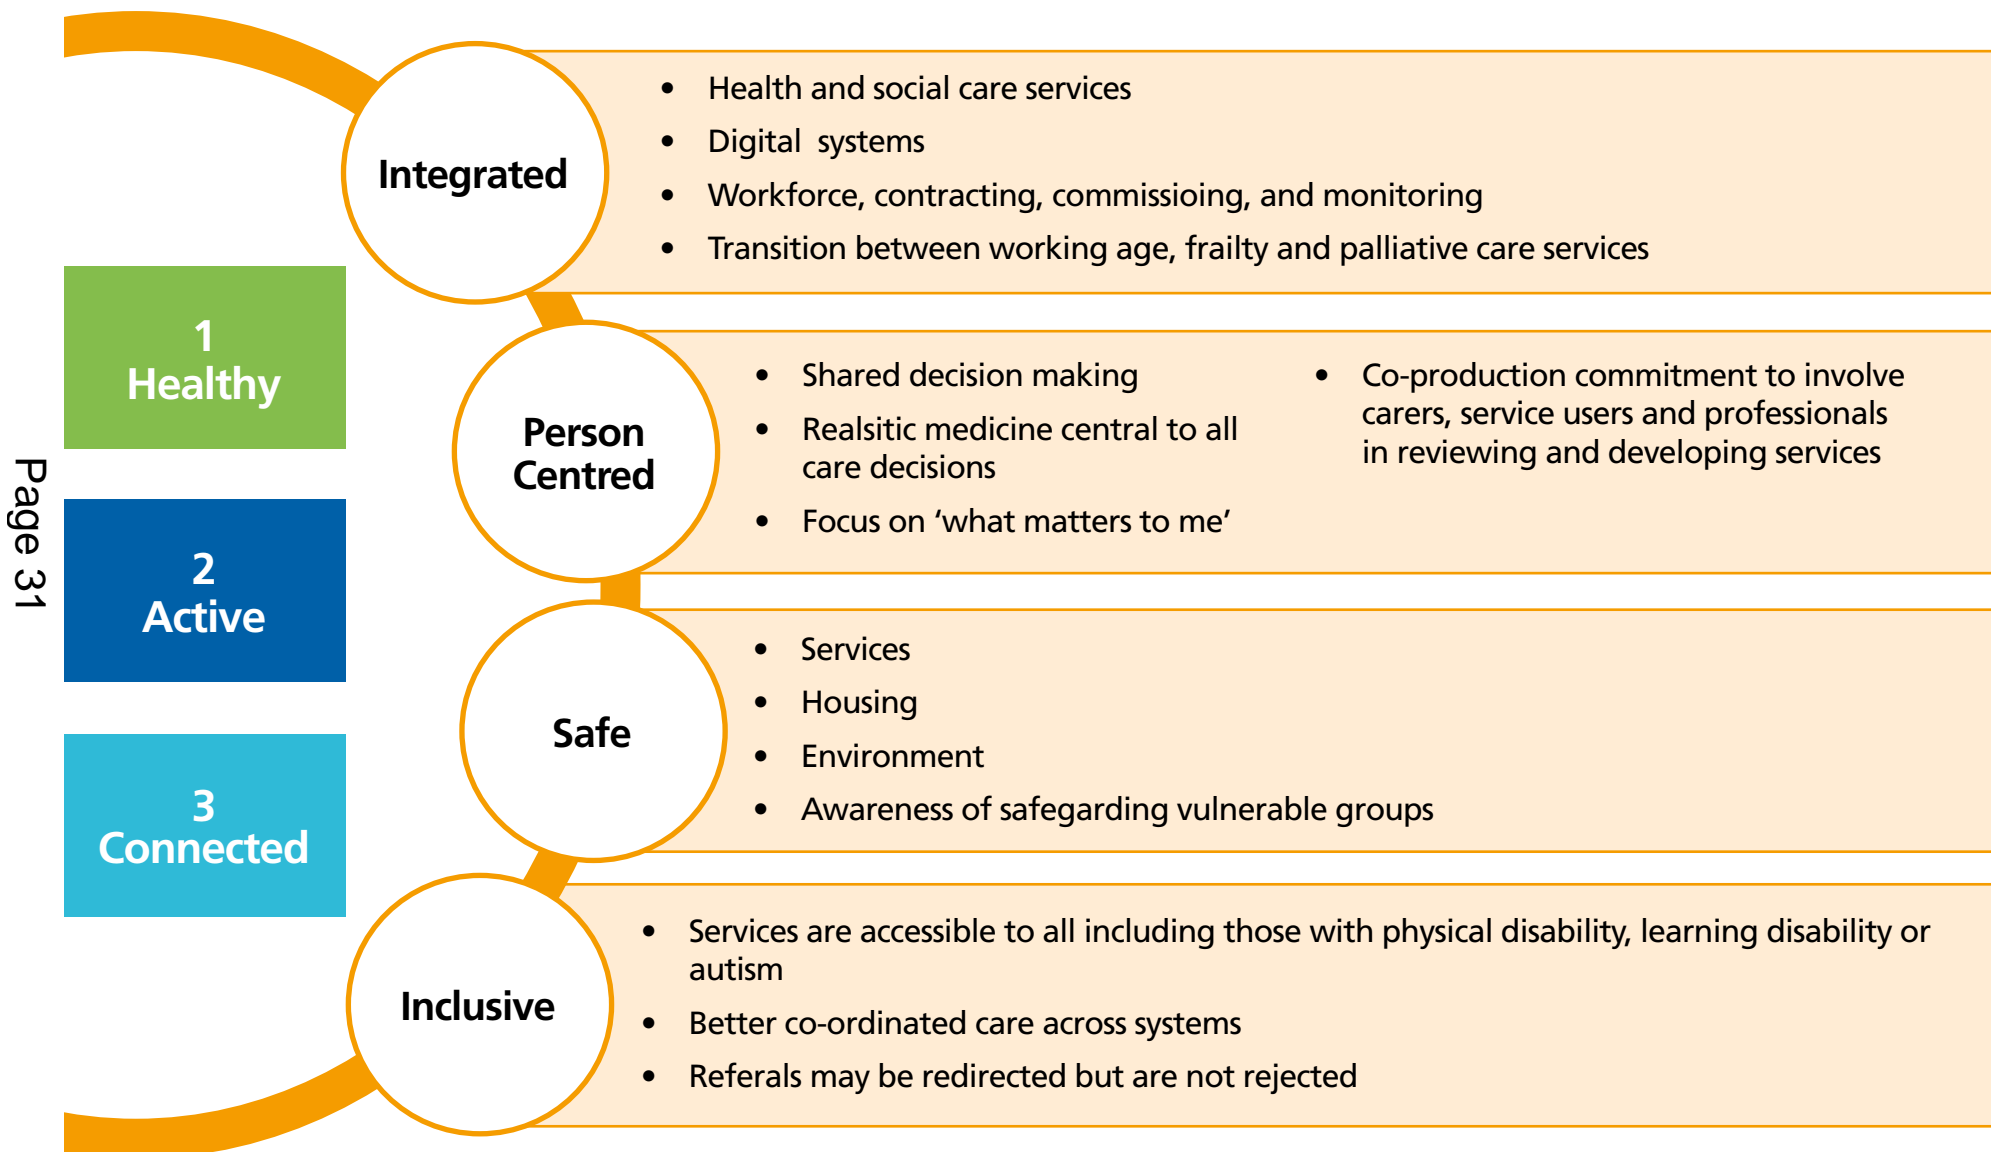 Page 31
1
Healthy
2
Active
3
Connected
Integrated
• Health and social care services
• Digital systems
• Workforce, contracting, commissioing, and monitoring
• Transition between working age, frailty and palliative care services
Person
Centred
• Shared decision making
• Realsitic medicine central to all
care decisions
• Focus on ‘what matters to me’
• Co-production commitment to involve
carers, service users and professionals
in reviewing and developing services
Safe
• Services
• Housing
• Environment
• Awareness of safegarding vulnerable groups
Inclusive
• Services are accessible to all including those with physical disability, learning disability or
autism
• Better co-ordinated care across systems
• Referals may be redirected but are not rejected